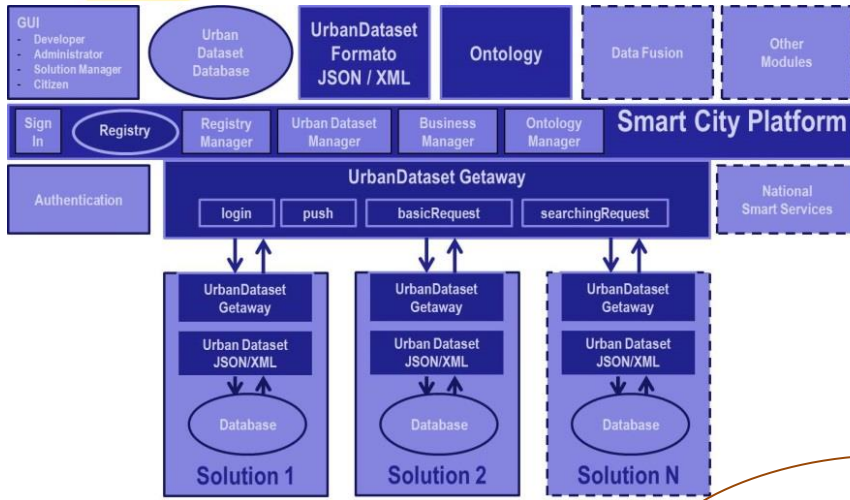 GUI
- Developer
- Administrator
- Solution Manager
- Citizen
Urban
Dataset
Database
UrbanDataset
Formato
JSON / XML
Ontology
Data Fusion
Other
Modules
Sign
In
Registry
Registry
Manager
Urban Dataset
Manager
Business
Manager
Ontology
Manager
Smart City Platform
Authentication
UrbanDataset Getaway
login
push
basicRequest
searchingRequest
National
Smart Services
UrbanDataset
Getaway
Urban Dataset
JSON/XML
Database
Solution 1
UrbanDataset
Getaway
Urban Dataset
JSON/XML
Database
Solution 2
UrbanDataset
Getaway
Urban Dataset
JSON/XML
Database
Solution N